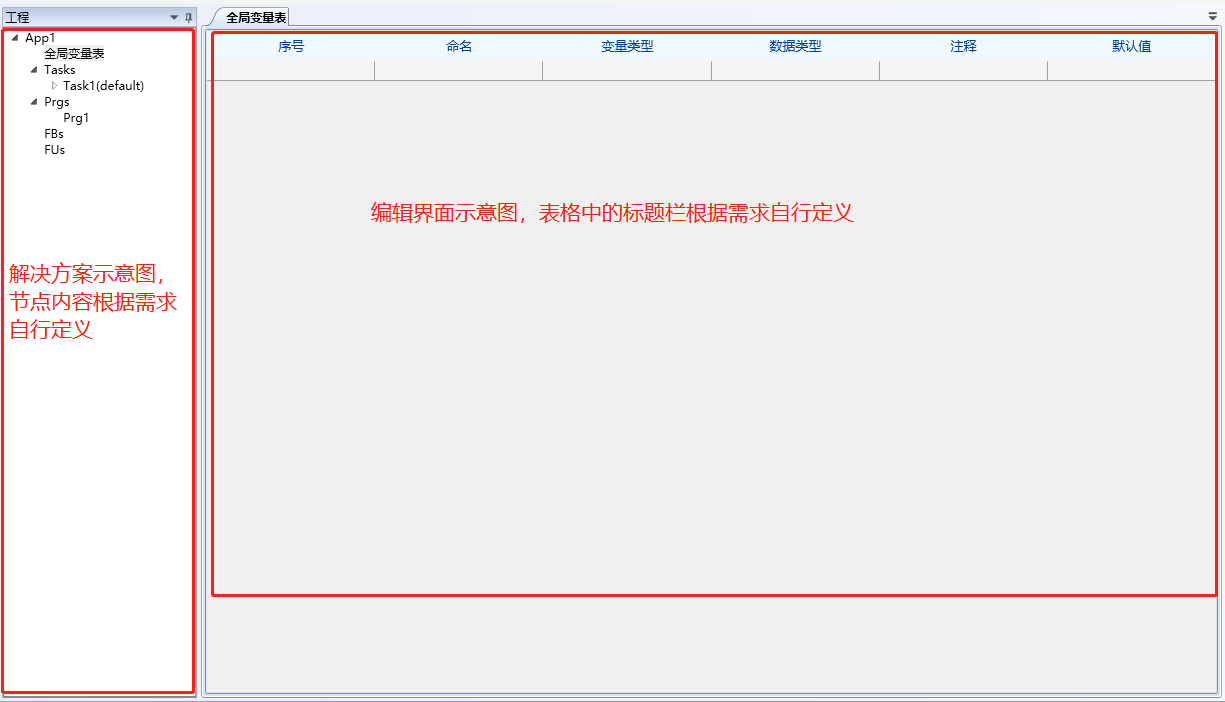 工程
App1
全局变量表
Tasks
Task1(default)
Prgs
Prg1
FBs
FUs
解决方案示意图，
节点内容根据需求
自行定义
全局变量表
序号 命名 变量类型 数据类型 注释 默认值
编辑界面示意图，表格中的标题栏根据需求自行定义